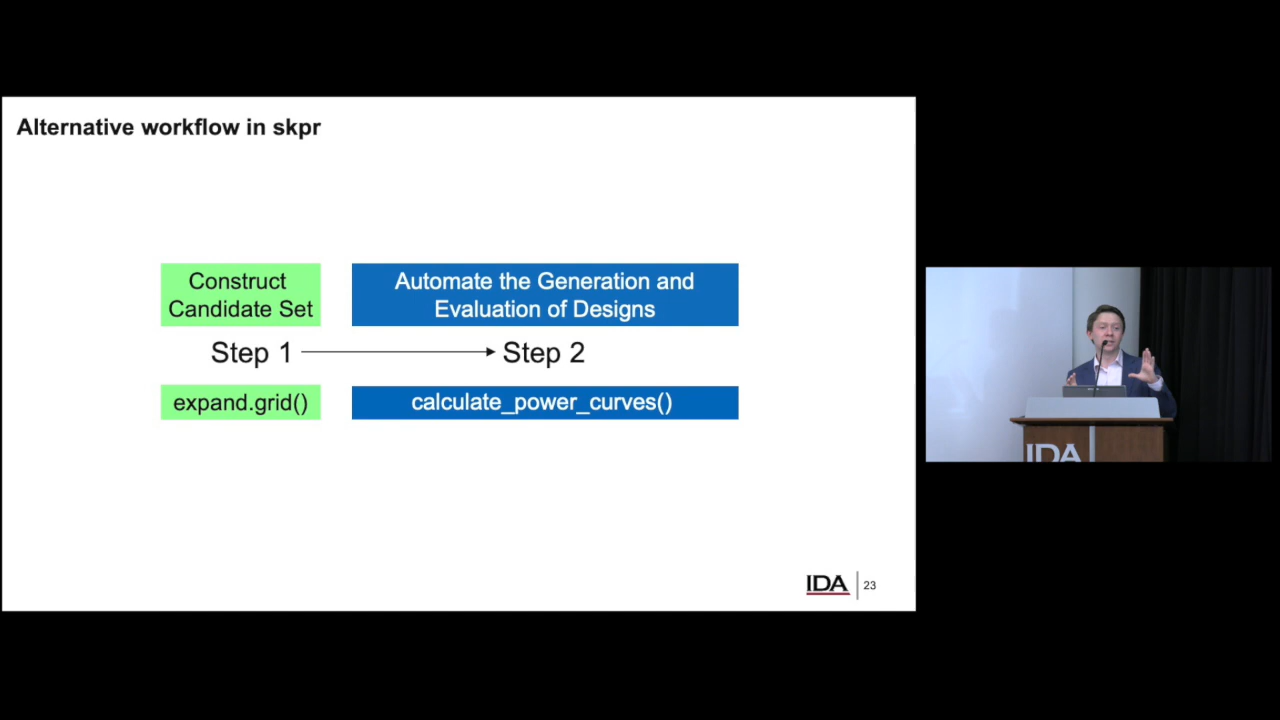 Alternative workflow in skpr
Construct
Candidate Set
Automate the Generation and
Evaluation of Designs
Step 1
Step 2
expand.grid()
calculate_power_curves()
IDA
23
IDA